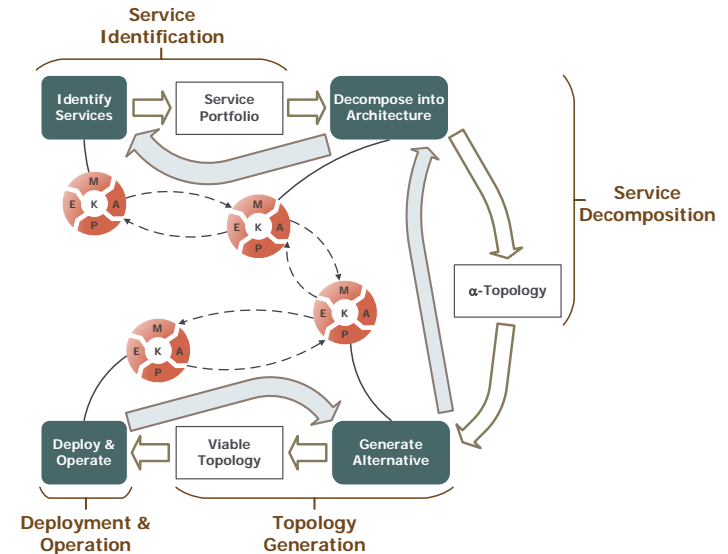 Service
Identification
Identify
Services
Service
Portfolio
Decompose into
Architecture
Service
Decomposition
M
E K A
P
M
E K A
P
α-Topology
M
E K A
P
M
E K A
P
Deploy &
Operate
Viable
Topology
Generate
Alternative
Deployment &
Operation
Topology
Generation